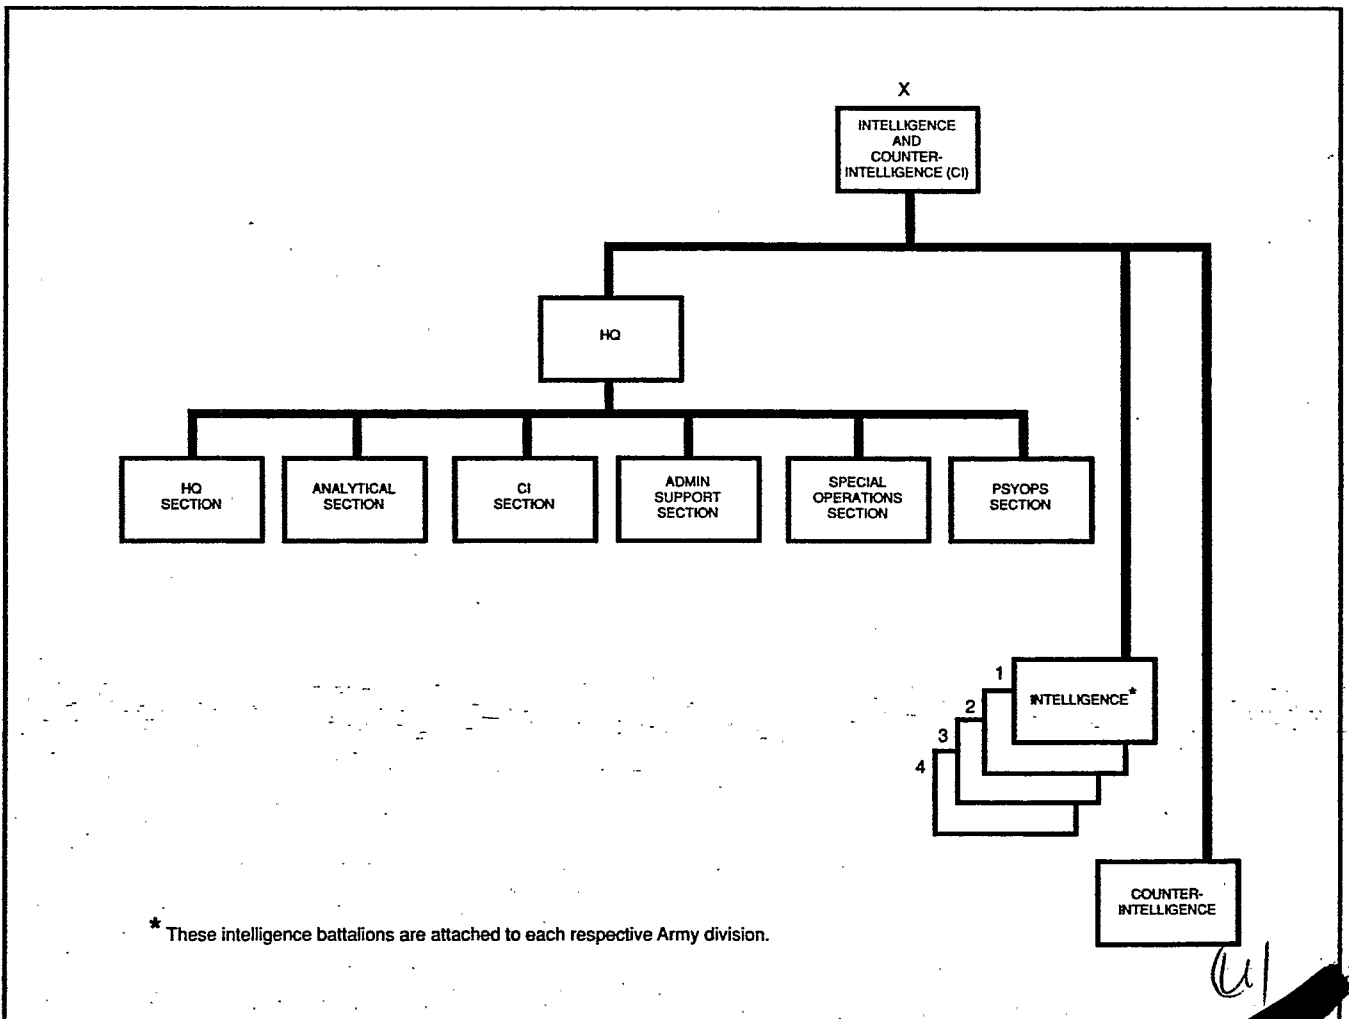 X
INTELLIGENCE
AND
COUNTER-
INTELLIGENCE (CI)
HQ
HQ
SECTION
ANALYTICAL
SECTION
CI
SECTION
ADMIN
SUPPORT
SECTION
SPECIAL
OPERATIONS
SECTION
PSYOPS
SECTION
1
INTELLIGENCE*
2
3
4
COUNTER-
INTELLIGENCE
* These intelligence battalions are attached to each respective Army division.
(U)